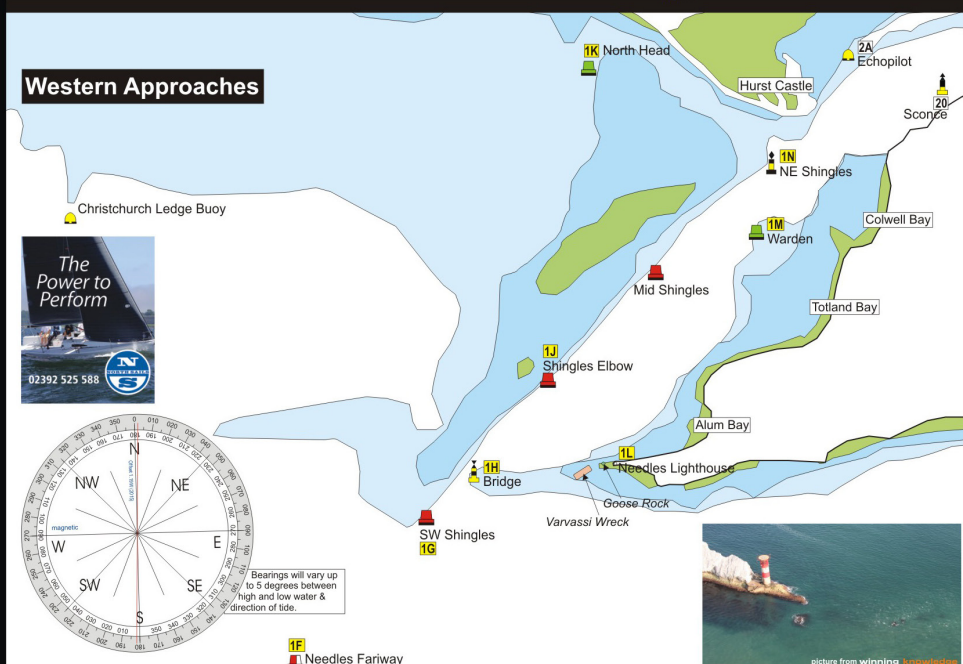 Western Approaches
1K North Head
2A
Echopilot
Hurst Castle
20
Sconce
1N
NE Shingles
Christchurch Ledge Buoy
1M
Warden
Colwell Bay
The
Power to
Perform
N
NORTH SAILS
S
02392 525 588
Mid Shingles
Totland Bay
1J
Shingles Elbow
Alum Bay
1H
Bridge
1L
Needles Lighthouse
Goose Rock
Varvassi Wreck
SW Shingles
1G
N
NE
E
SE
S
SW
W
NW
magnetic
Bearings will vary up
to 5 degrees between
high and low water &
direction of tide.
1F
Needles Fariway
picture from winning knowledge